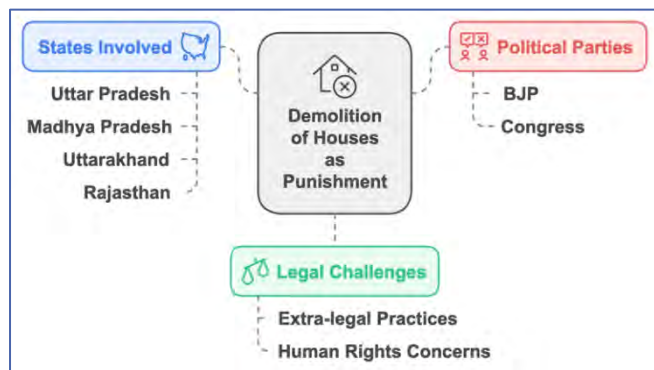 States Involved
Uttar Pradesh
Madhya Pradesh
Uttarakhand
Rajasthan
Demolition
of Houses
as
Punishment
Political Parties
BJP
Congress
Legal Challenges
Extra-legal Practices
Human Rights Concerns